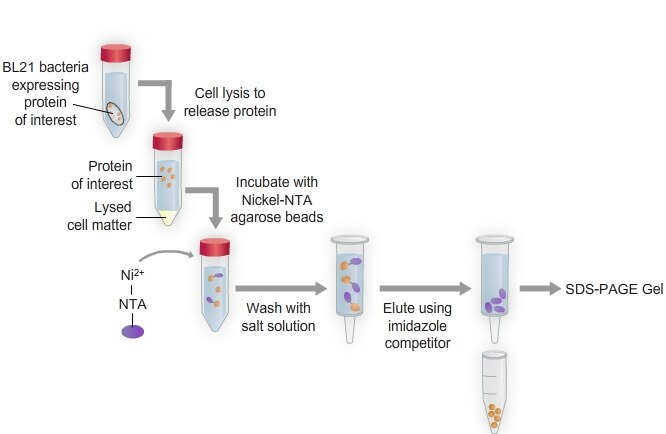 BL21 bacteria
expressing
protein
of interest
Cell lysis to
release protein
Protein
of interest
Lysed
cell matter
Incubate with
Nickel-NTA
agarose beads
Ni2+
NTA
Wash with
salt solution
Elute using
imidazole
competitor
SDS-PAGE Gel